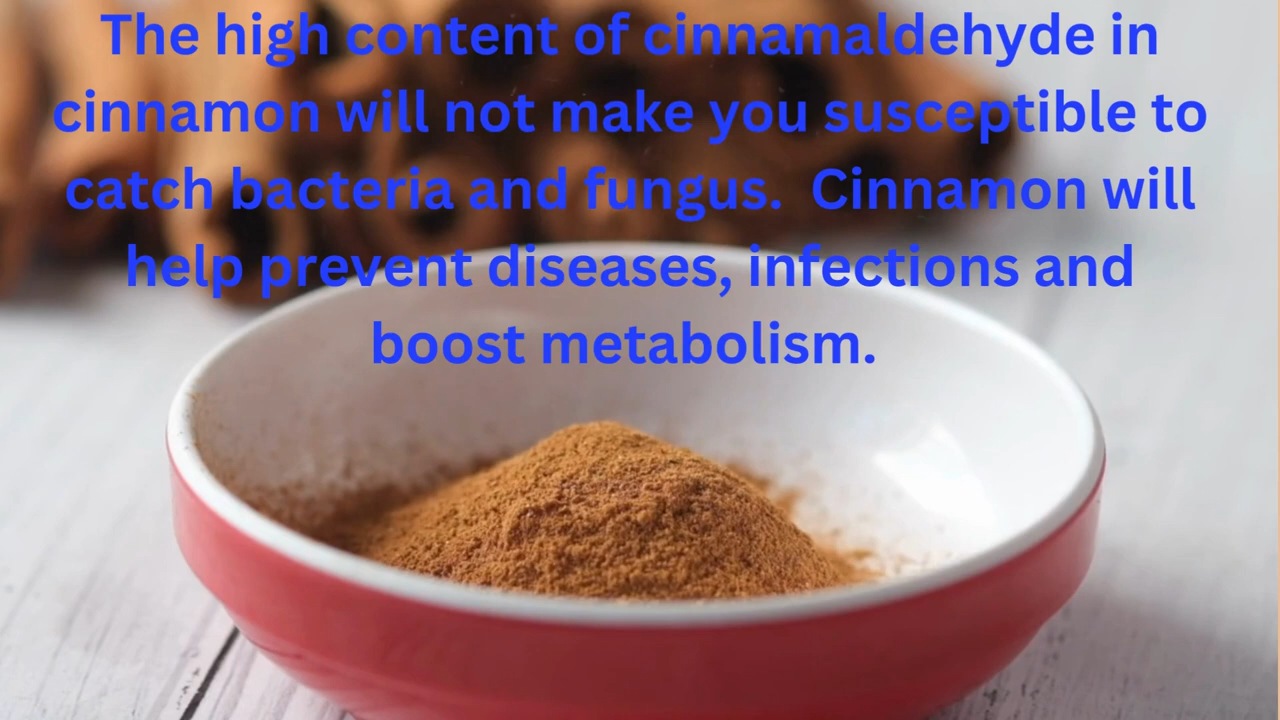 The high content of cinnamaldehyde in
cinnamon will not make you susceptible to
catch bacteria and fungus.  Cinnamon will
help prevent diseases, infections and
boost metabolism.